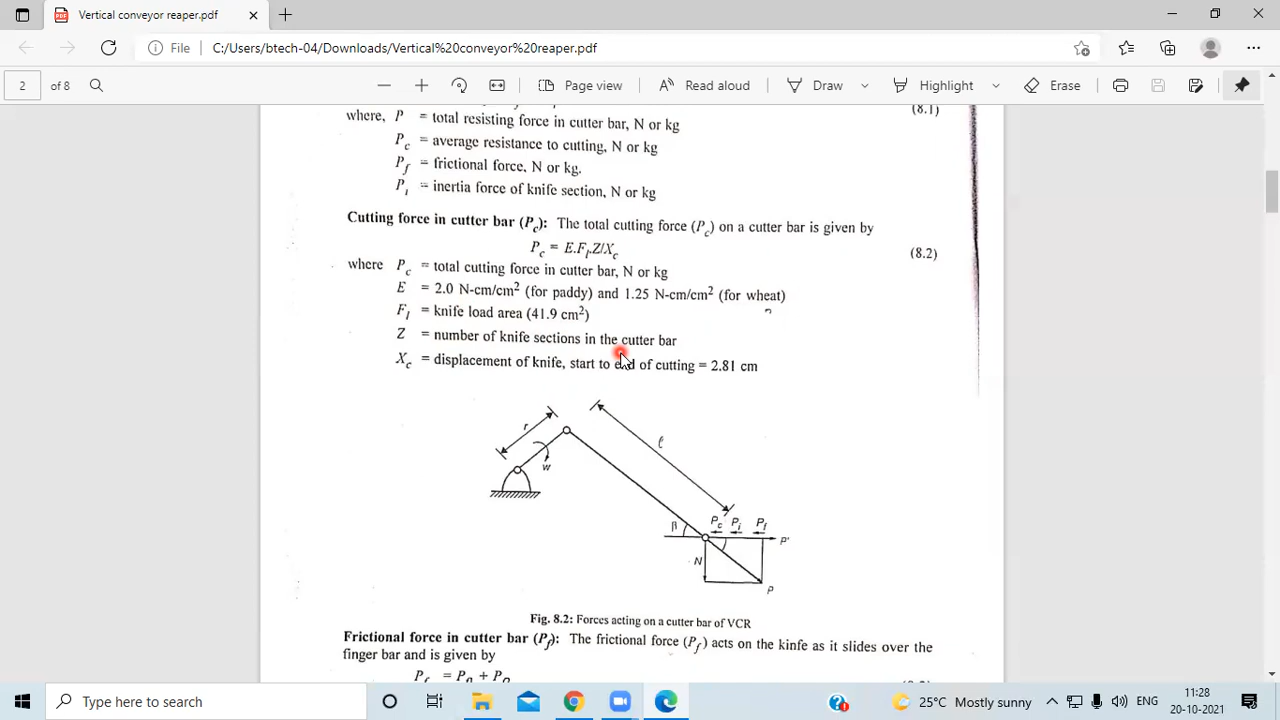 Vertical conveyor reaper.pdf
File C:/Users/btech-04/Downloads/Vertical%20conveyor%20reaper.pdf
2 of 8 Page view Read aloud Draw Highlight Erase
(8.1)
where, P = total resisting force in cutter bar, N or kg
Pc = average resistance to cutting, N or kg
Pf = frictional force, N or kg.
Pi = inertia force of knife section, N or kg
Cutting force in cutter bar (Pc): The total cutting force (Pc) on a cutter bar is given by
Pc = E.Fl.Z/Xc (8.2)
where Pc = total cutting force in cutter bar, N or kg
E = 2.0 N-cm/cm² (for paddy) and 1.25 N-cm/cm² (for wheat)
Fl = knife load area (41.9 cm²)
Z = number of knife sections in the cutter bar
Xc = displacement of knife, start to end of cutting = 2.81 cm
r
ℓ
w
Pc Pi Pf
β
P'
N
P
Fig. 8.2: Forces acting on a cutter bar of VCR
Frictional force in cutter bar (Pf): The frictional force (Pf) acts on the kinfe as it slides over the
finger bar and is given by
Type here to search
25°C Mostly sunny ENG 11:28
20-10-2021